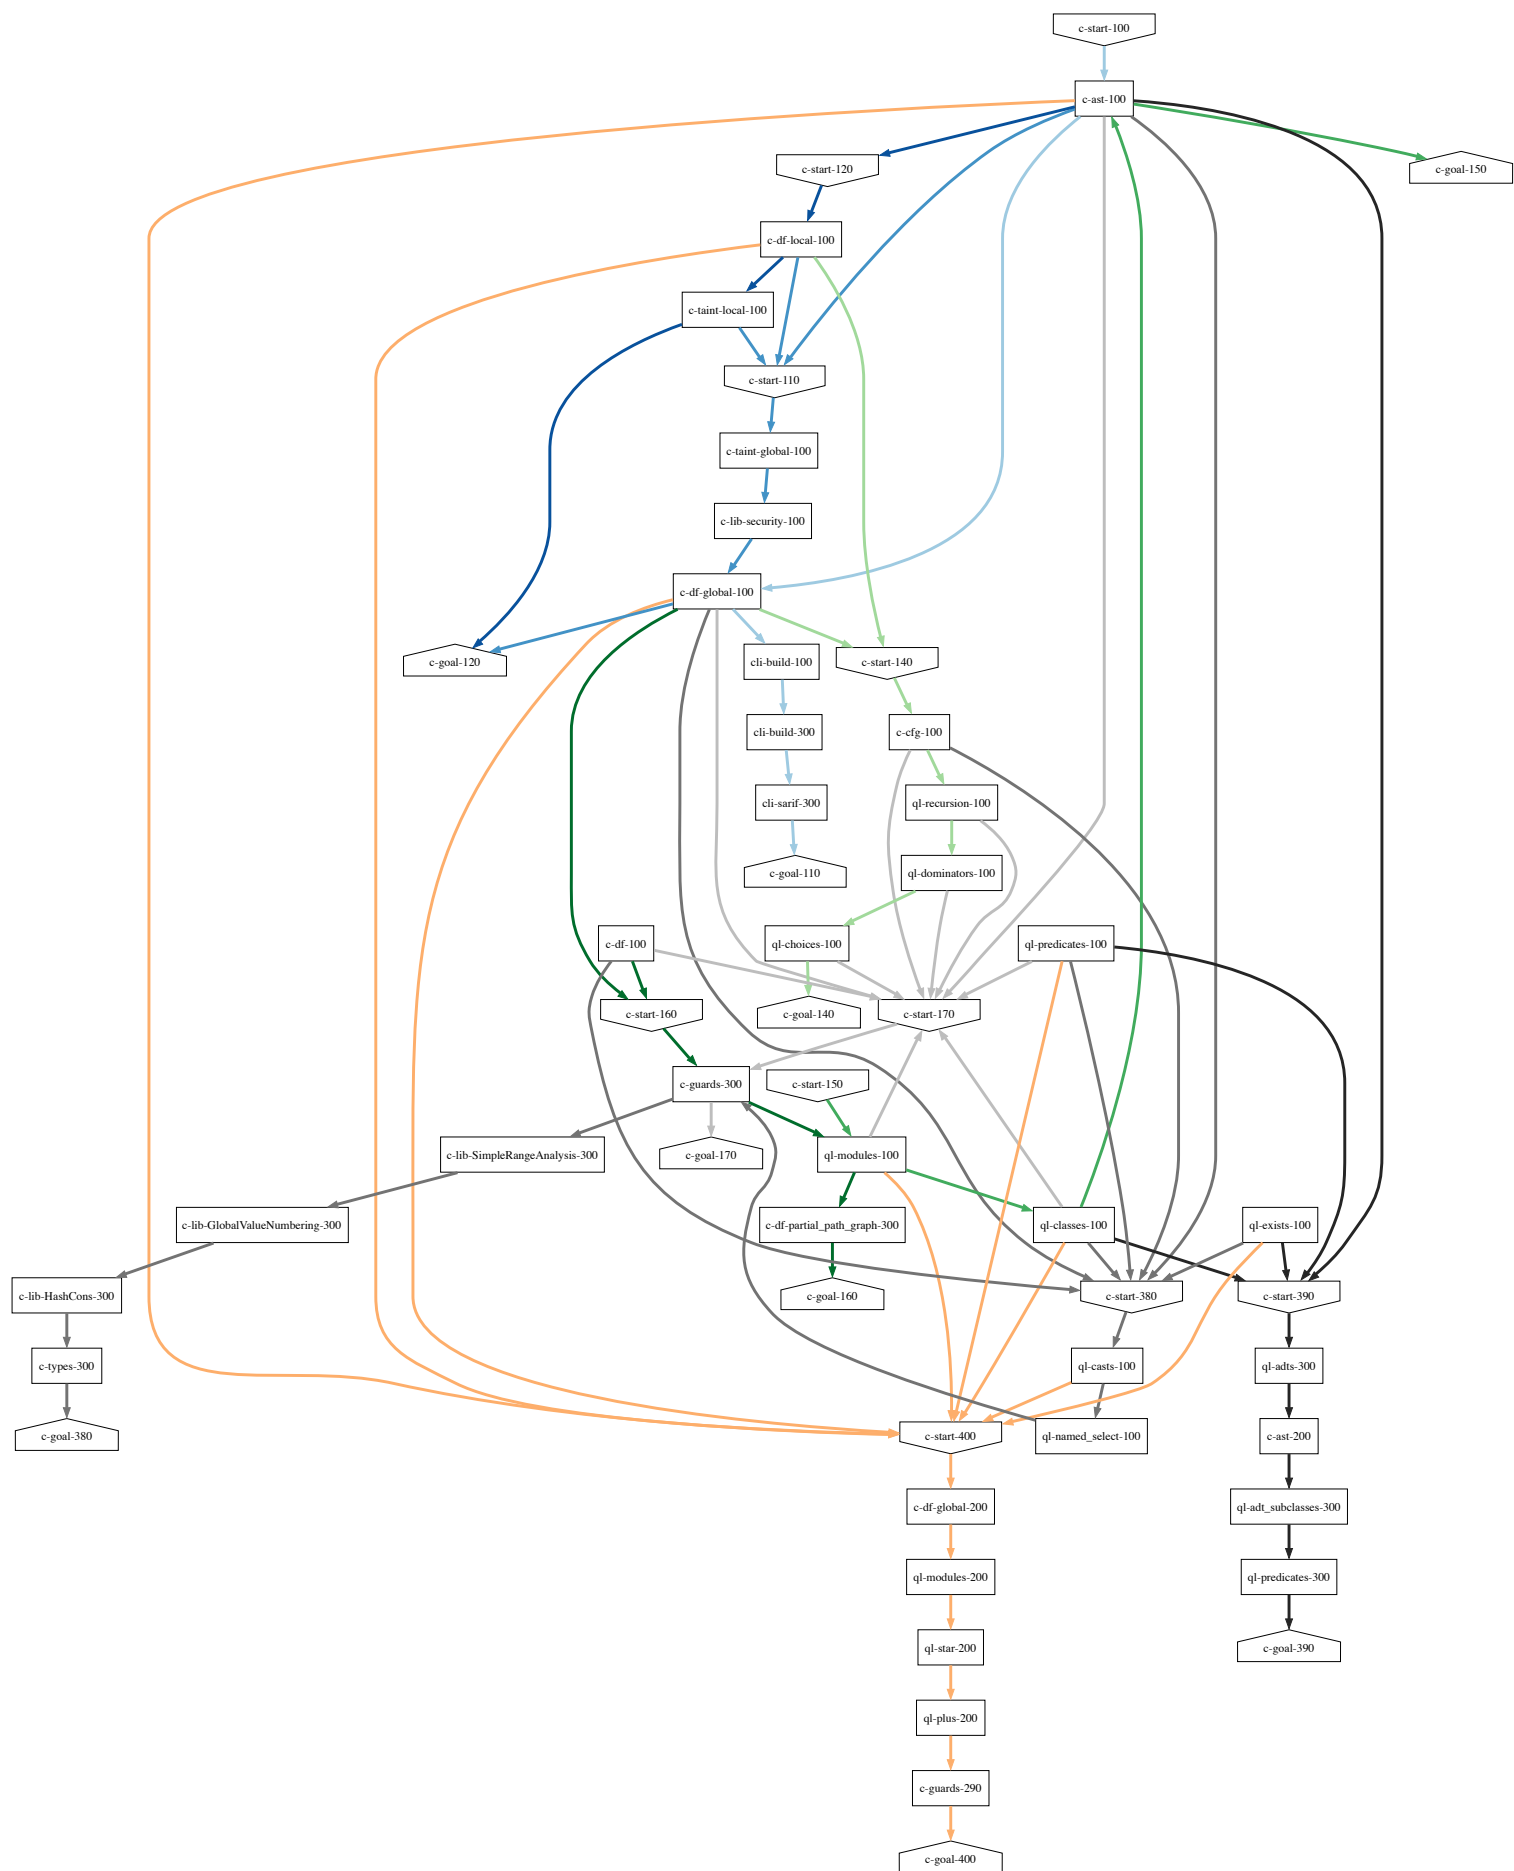 c-start-100
c-ast-100
c-start-120
c-goal-150
c-df-local-100
c-taint-local-100
c-start-110
c-taint-global-100
c-lib-security-100
c-df-global-100
c-goal-120
cli-build-100
c-start-140
cli-build-300
c-cfg-100
cli-sarif-300
ql-recursion-100
c-goal-110
ql-dominators-100
c-df-100
ql-choices-100
ql-predicates-100
c-start-160
c-goal-140
c-start-170
c-guards-300
c-start-150
c-lib-SimpleRangeAnalysis-300
c-goal-170
ql-modules-100
c-lib-GlobalValueNumbering-300
c-df-partial_path_graph-300
ql-classes-100
ql-exists-100
c-lib-HashCons-300
c-goal-160
c-start-380
c-start-390
c-types-300
ql-casts-100
ql-adts-300
c-goal-380
c-start-400
ql-named_select-100
c-ast-200
c-df-global-200
ql-adt_subclasses-300
ql-modules-200
ql-predicates-300
ql-star-200
c-goal-390
ql-plus-200
c-guards-290
c-goal-400